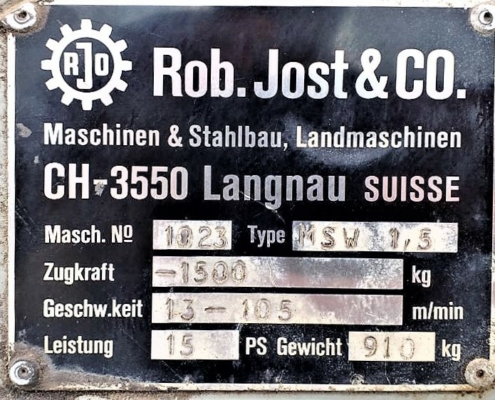 RJO Rob. Jost & CO.
Maschinen & Stahlbau, Landmaschinen
CH-3550 Langnau SUISSE
Masch. Nº 1023 Type MSW 1,5
Zugkraft -1500 kg
Geschw.keit 13-105 m/min
Leistung 15 PS Gewicht 910 kg